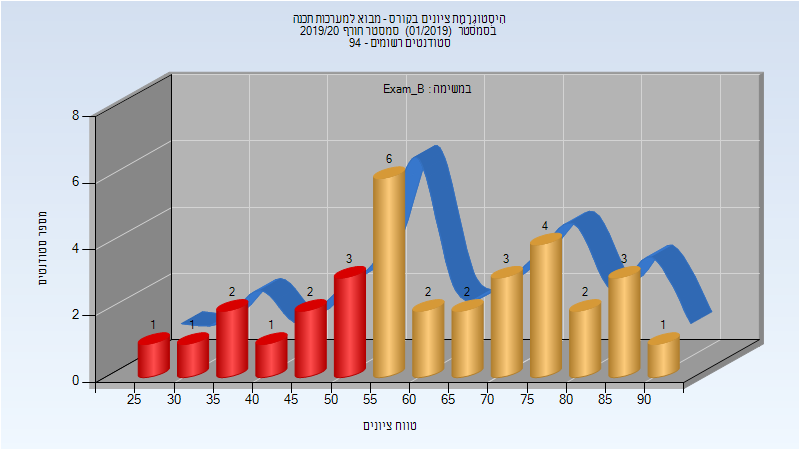 היסטוגרמת ציונים בקורס - מבוא למערכות תכנה
בסמסטר (01/2019) סמסטר חורף 2019/20
סטודנטים רשומים - 94
במשימה : Exam_B
מספר סטודנטים
8
6
4
2
0
1 1 2 1 2 3 6 2 2 3 4 2 3 1
25 30 35 40 45 50 55 60 65 70 75 80 85 90
טווח ציונים